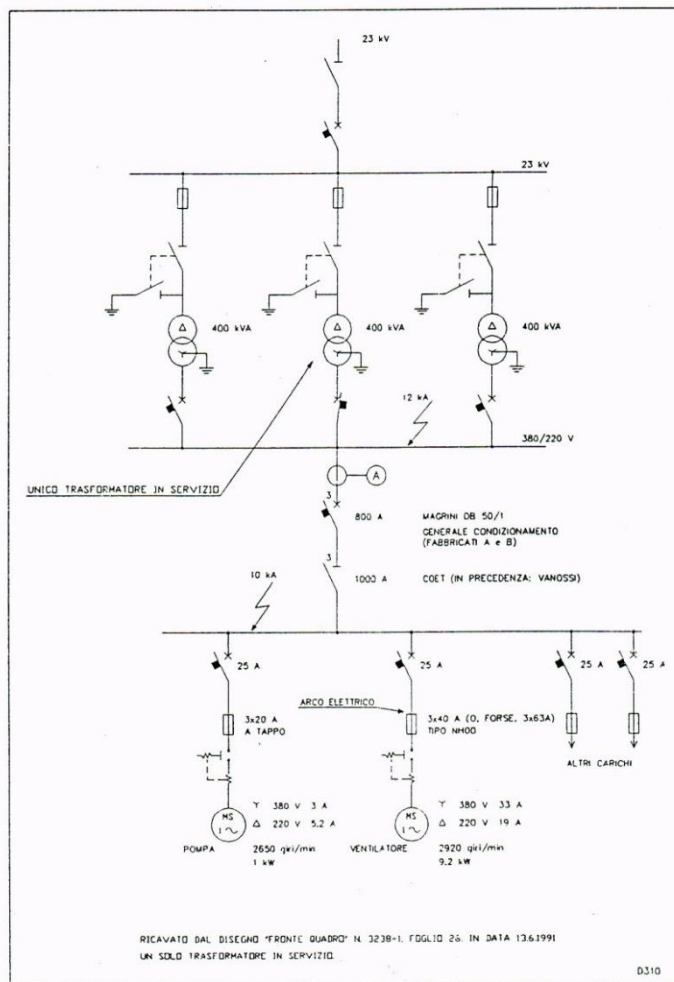 23 kV
23 kV
400 kVA
400 kVA
400 kVA
12 kA
380/220 V
UNICO TRASFORMATORE IN SERVIZIO
A
3
800 A
MAGRINI DB 50/1
GENERALE CONDIZIONAMENTO
(FABBRICATI A e B)
3
1000 A
COET (IN PRECEDENZA: VANOSSI)
10 kA
25 A
25 A
25 A
25 A
ARCO ELETTRICO
3x20 A
A TAPPO
3x40 A (O, FORSE, 3x63A)
TIPO NH00
ALTRI CARICHI
MS
1 ~
Y 380 V 3 A
Δ 220 V 5.2 A
POMPA
2650 giri/min
1 kW
MS
1 ~
Y 380 V 33 A
Δ 220 V 19 A
VENTILATORE
2920 giri/min
9.2 kW
RICAVATO DAL DISEGNO "FRONTE QUADRO" N. 3238-1, FOGLIO 26, IN DATA 13.6.1991
UN SOLO TRASFORMATORE IN SERVIZIO.
D310